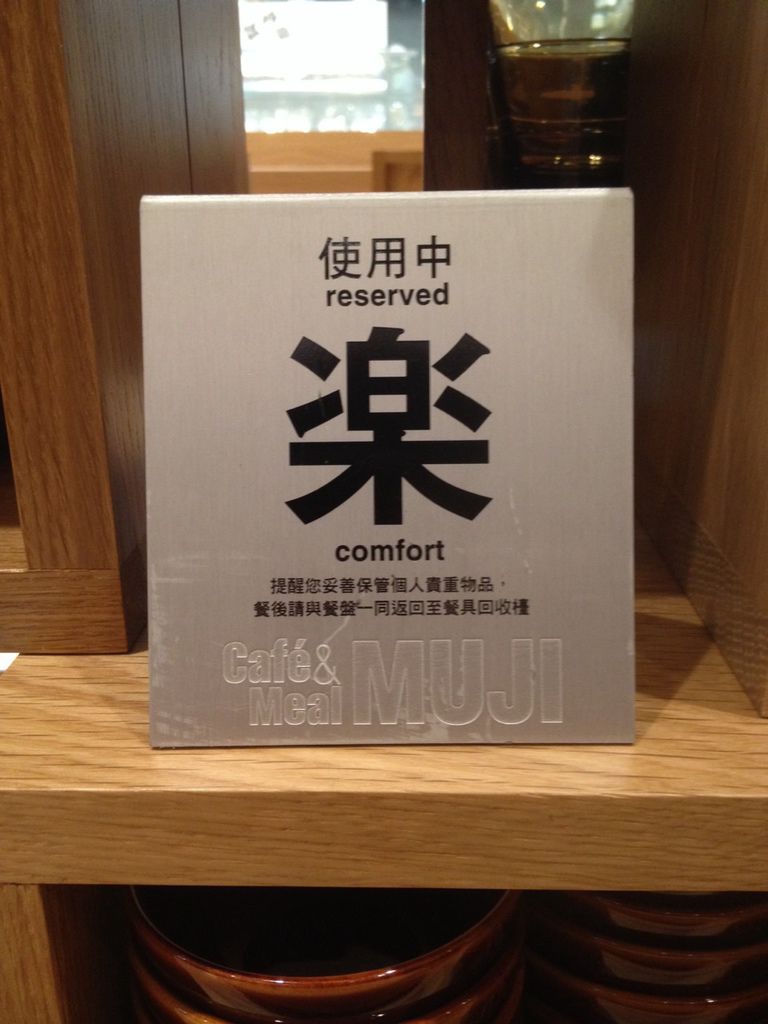 使用中
reserved
楽
comfort
提醒您妥善保管個人貴重物品，
餐後請與餐盤一同返回至餐具回收檯
Café&
Meal MUJI